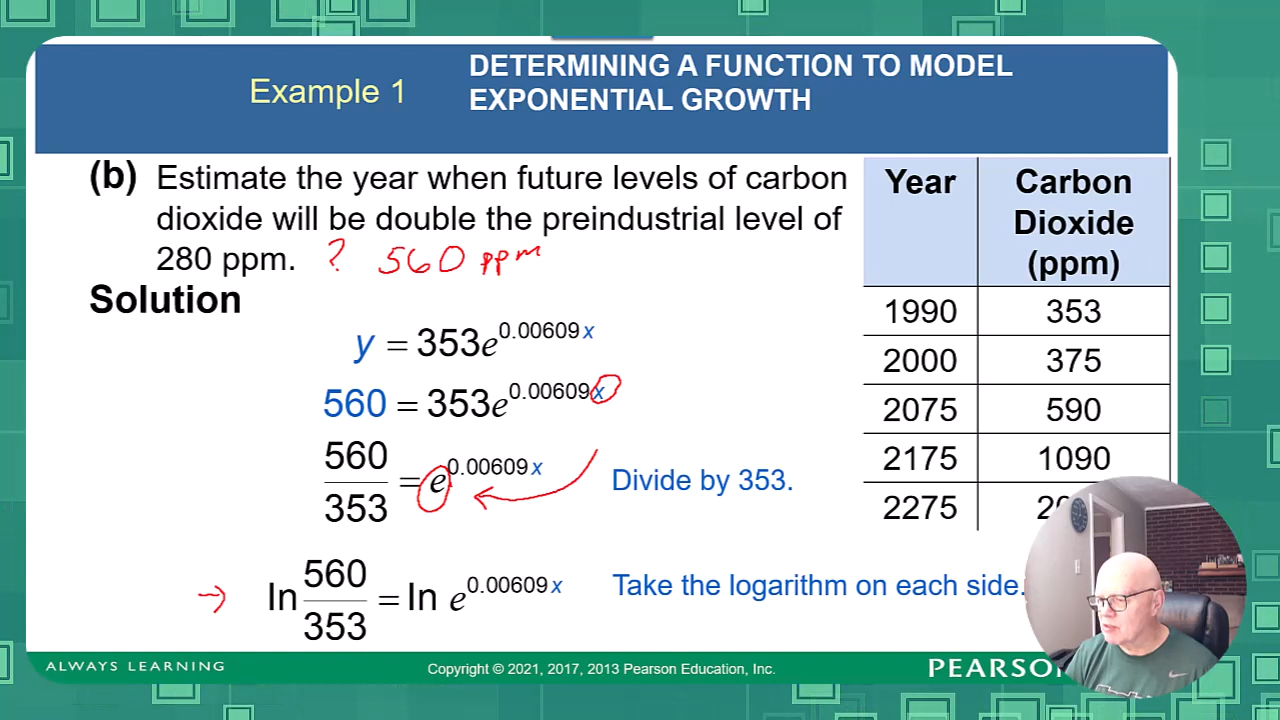 Example 1
DETERMINING A FUNCTION TO MODEL
EXPONENTIAL GROWTH
(b) Estimate the year when future levels of carbon
dioxide will be double the preindustrial level of
280 ppm. ? 560 ppm
Solution
y = 353e^0.00609x
560 = 353e^0.00609x
560/353 = e^0.00609x Divide by 353.
→ ln 560/353 = ln e^0.00609x Take the logarithm on each side.
Year Carbon
Dioxide
(ppm)
1990 353
2000 375
2075 590
2175 1090
2275
ALWAYS LEARNING
Copyright © 2021, 2017, 2013 Pearson Education, Inc.
PEARSON